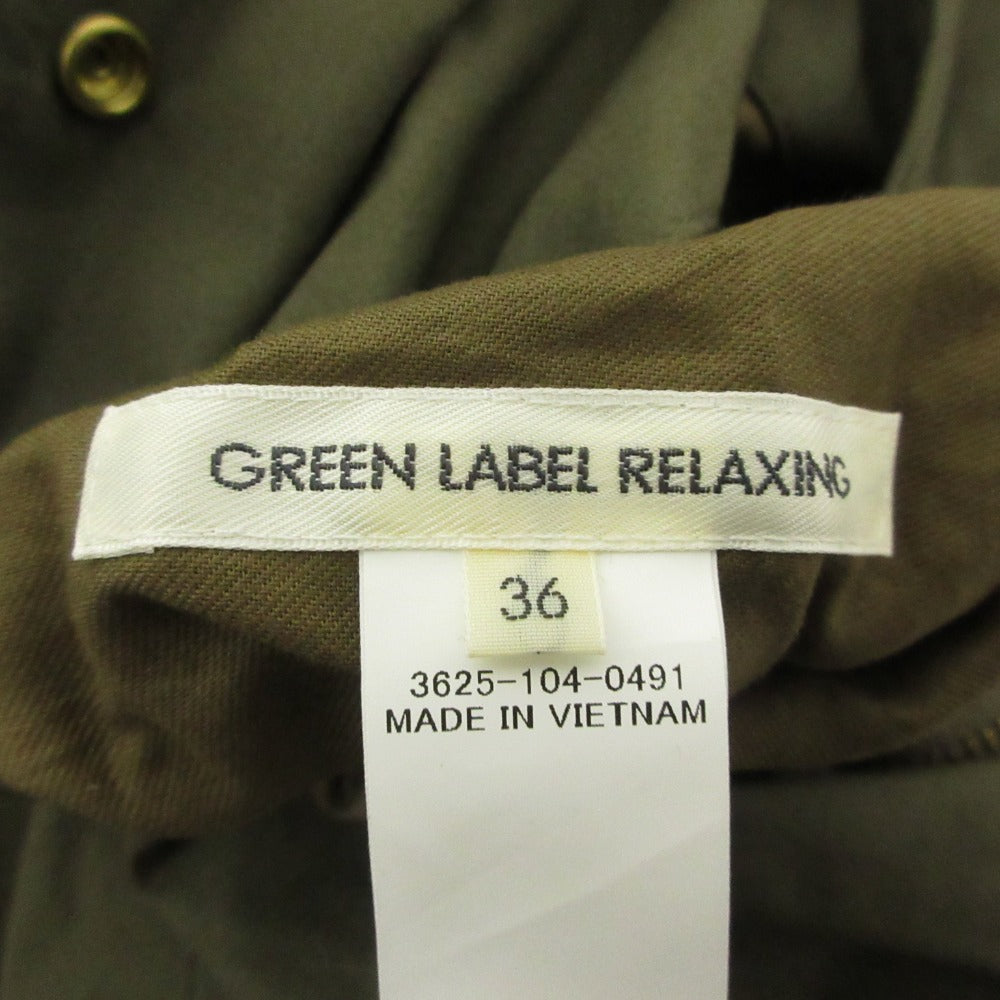 GREEN LABEL RELAXING
36
3625-104-0491
MADE IN VIETNAM